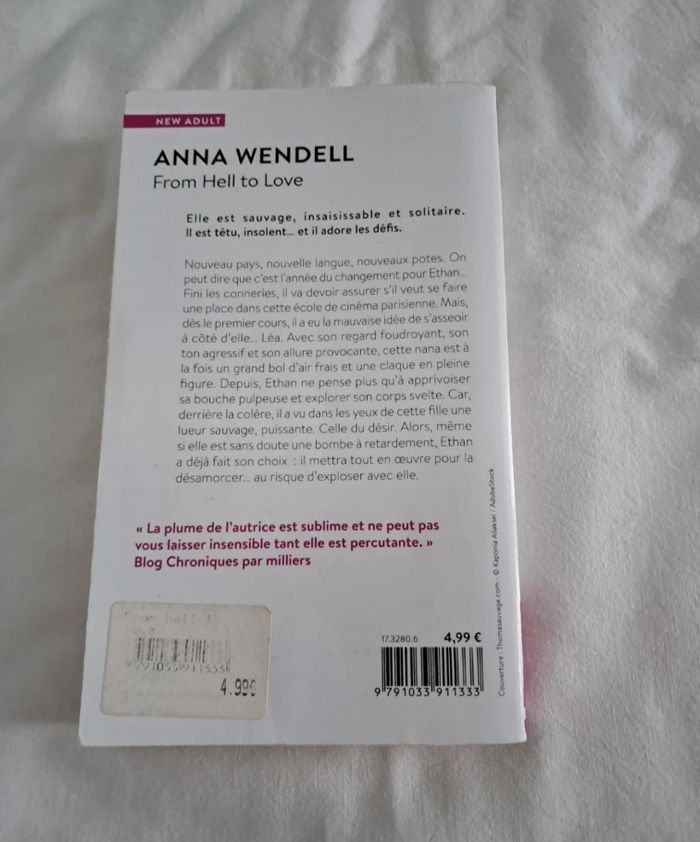 NEW ADULT
ANNA WENDELL
From Hell to Love
Elle est sauvage, insaisissable et solitaire.
Il est têtu, insolent... et il adore les défis.
Nouveau pays, nouvelle langue, nouveaux potes. On
peut dire que c'est l'année du changement pour Ethan...
Fini les conneries, il va devoir assurer s'il veut se faire
une place dans cette école de cinéma parisienne. Mais,
dès le premier cours, il a eu la mauvaise idée de s'asseoir
à côté d'elle... Léa. Avec son regard foudroyant, son
ton agressif et son allure provocante, cette nana est à
la fois un grand bol d'air frais et une claque en pleine
figure. Depuis, Ethan ne pense plus qu'à apprivoiser
sa bouche pulpeuse et explorer son corps svelte. Car,
derrière la colère, il a vu dans les yeux de cette fille une
lueur sauvage, puissante. Celle du désir. Alors, même
si elle est sans doute une bombe à retardement, Ethan
a déjà fait son choix : il mettra tout en œuvre pour la
désamorcer... au risque d'exploser avec elle.
« La plume de l'autrice est sublime et ne peut pas
vous laisser insensible tant elle est percutante. »
Blog Chroniques par milliers
From hell to
9791033911333
4.99€
17.3280.6 4,99 €
9 791033 911333
Couverture : Thomasauvage.com - © Kaponia Aliaksei / AdobeStock